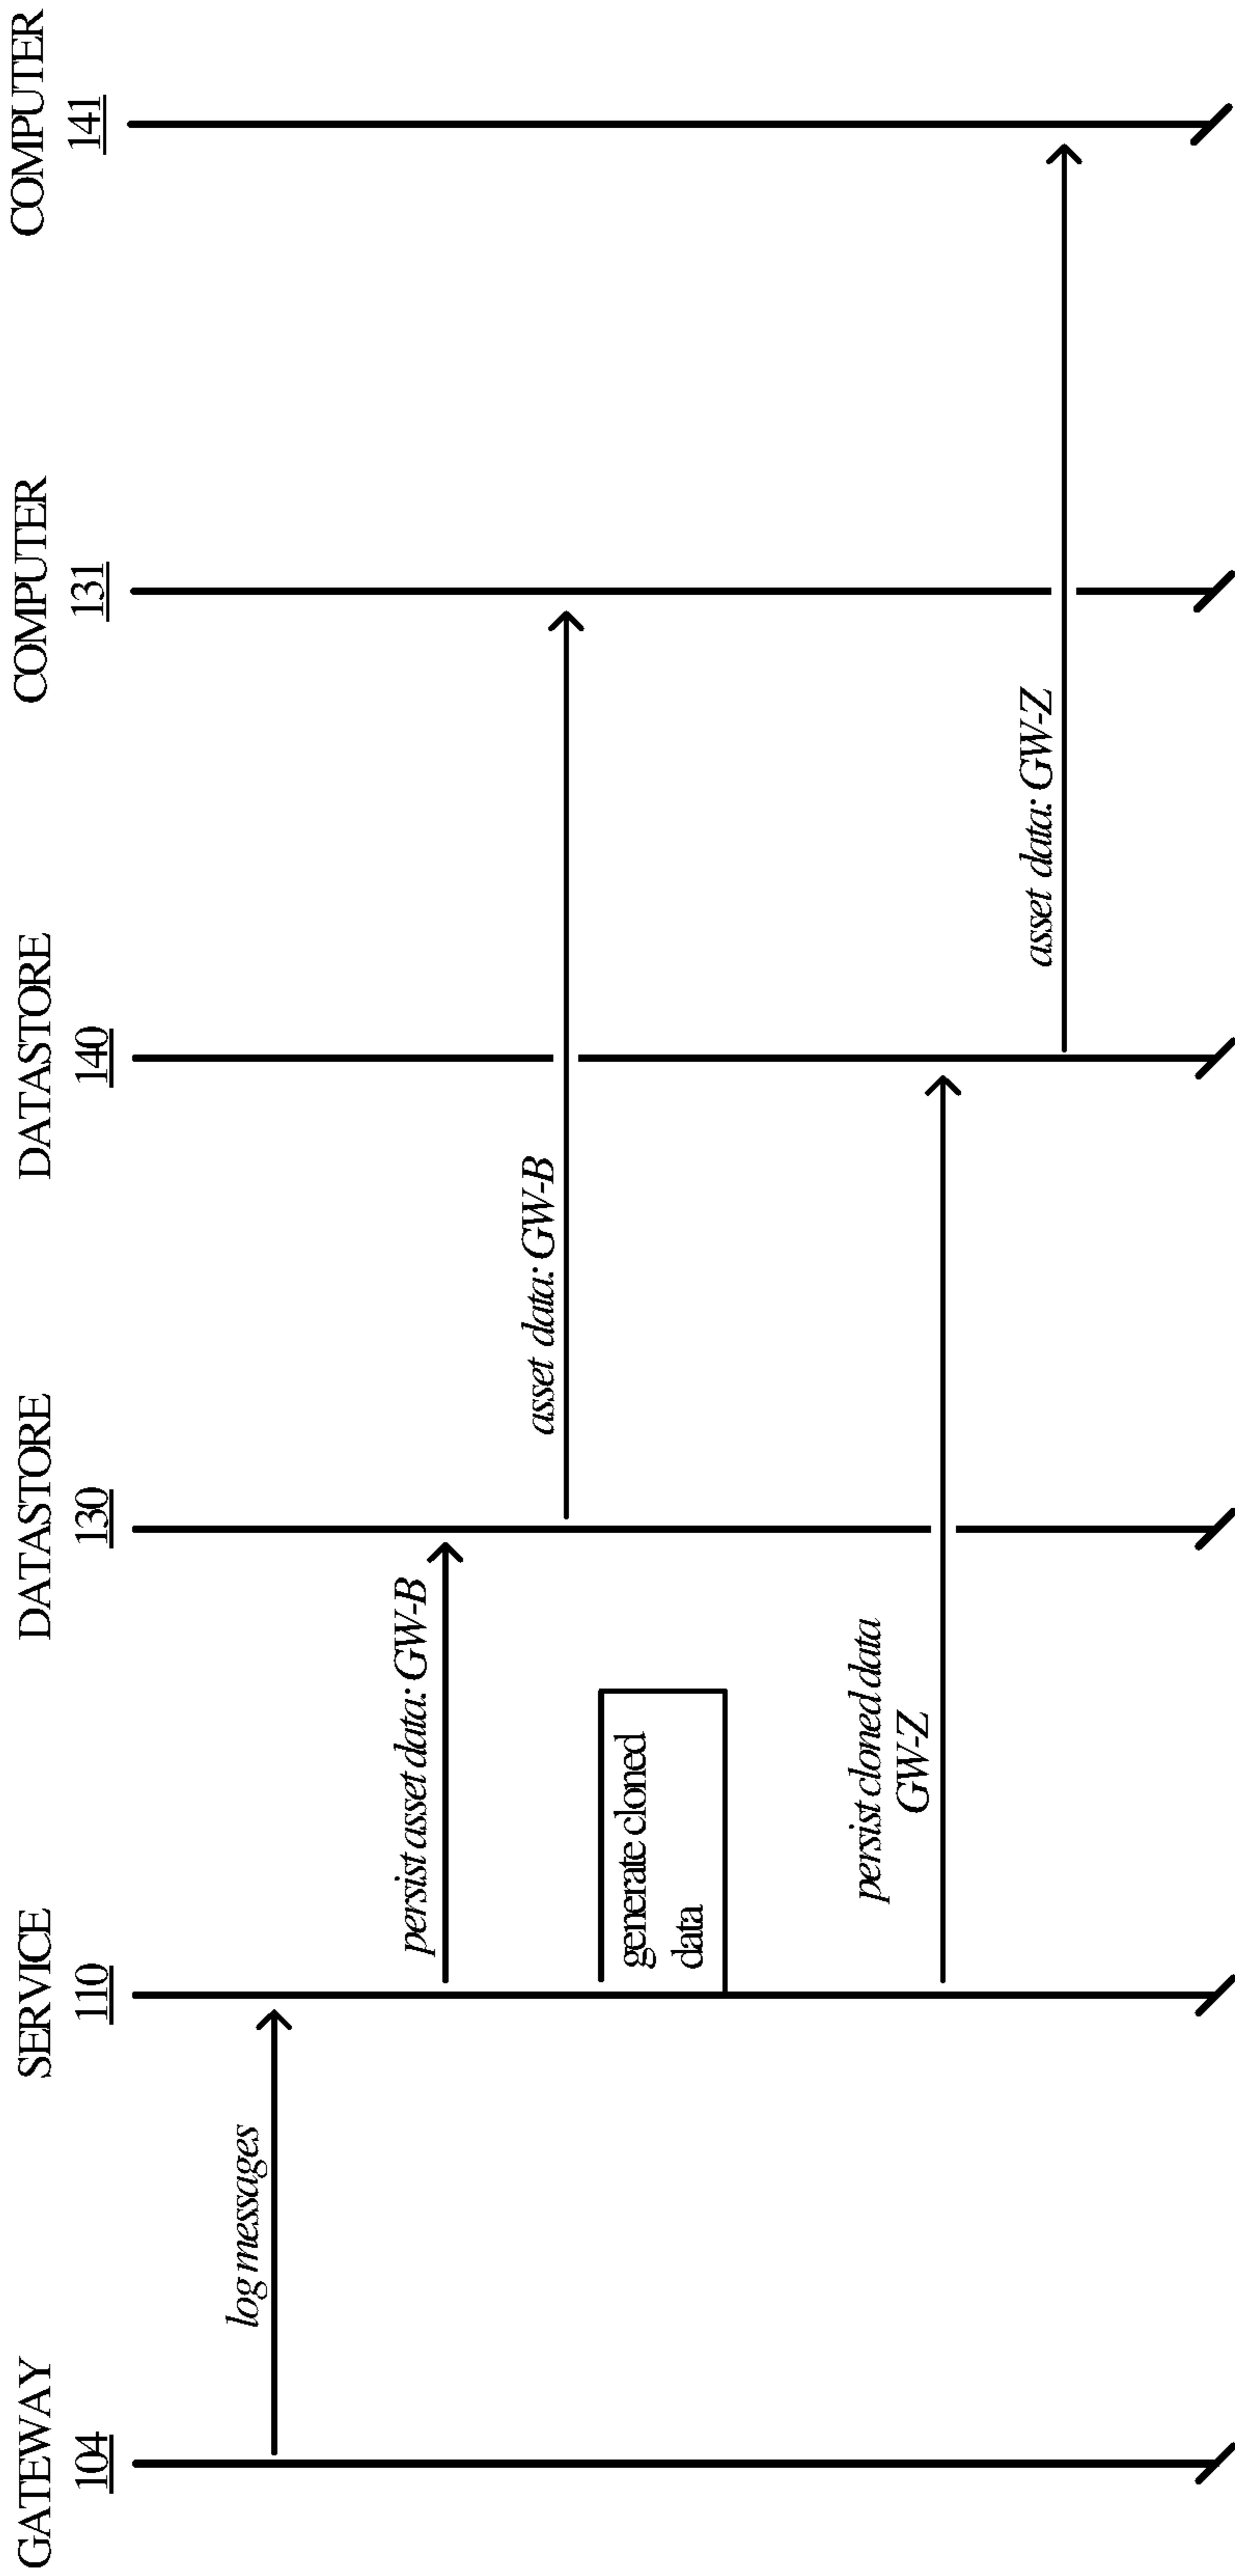 GATEWAY
104
SERVICE
110
DATASTORE
130
DATASTORE
140
COMPUTER
131
COMPUTER
141
log messages
persist asset data: GW-B
asset data: GW-B
generate cloned
data
persist cloned data
GW-Z
asset data: GW-Z